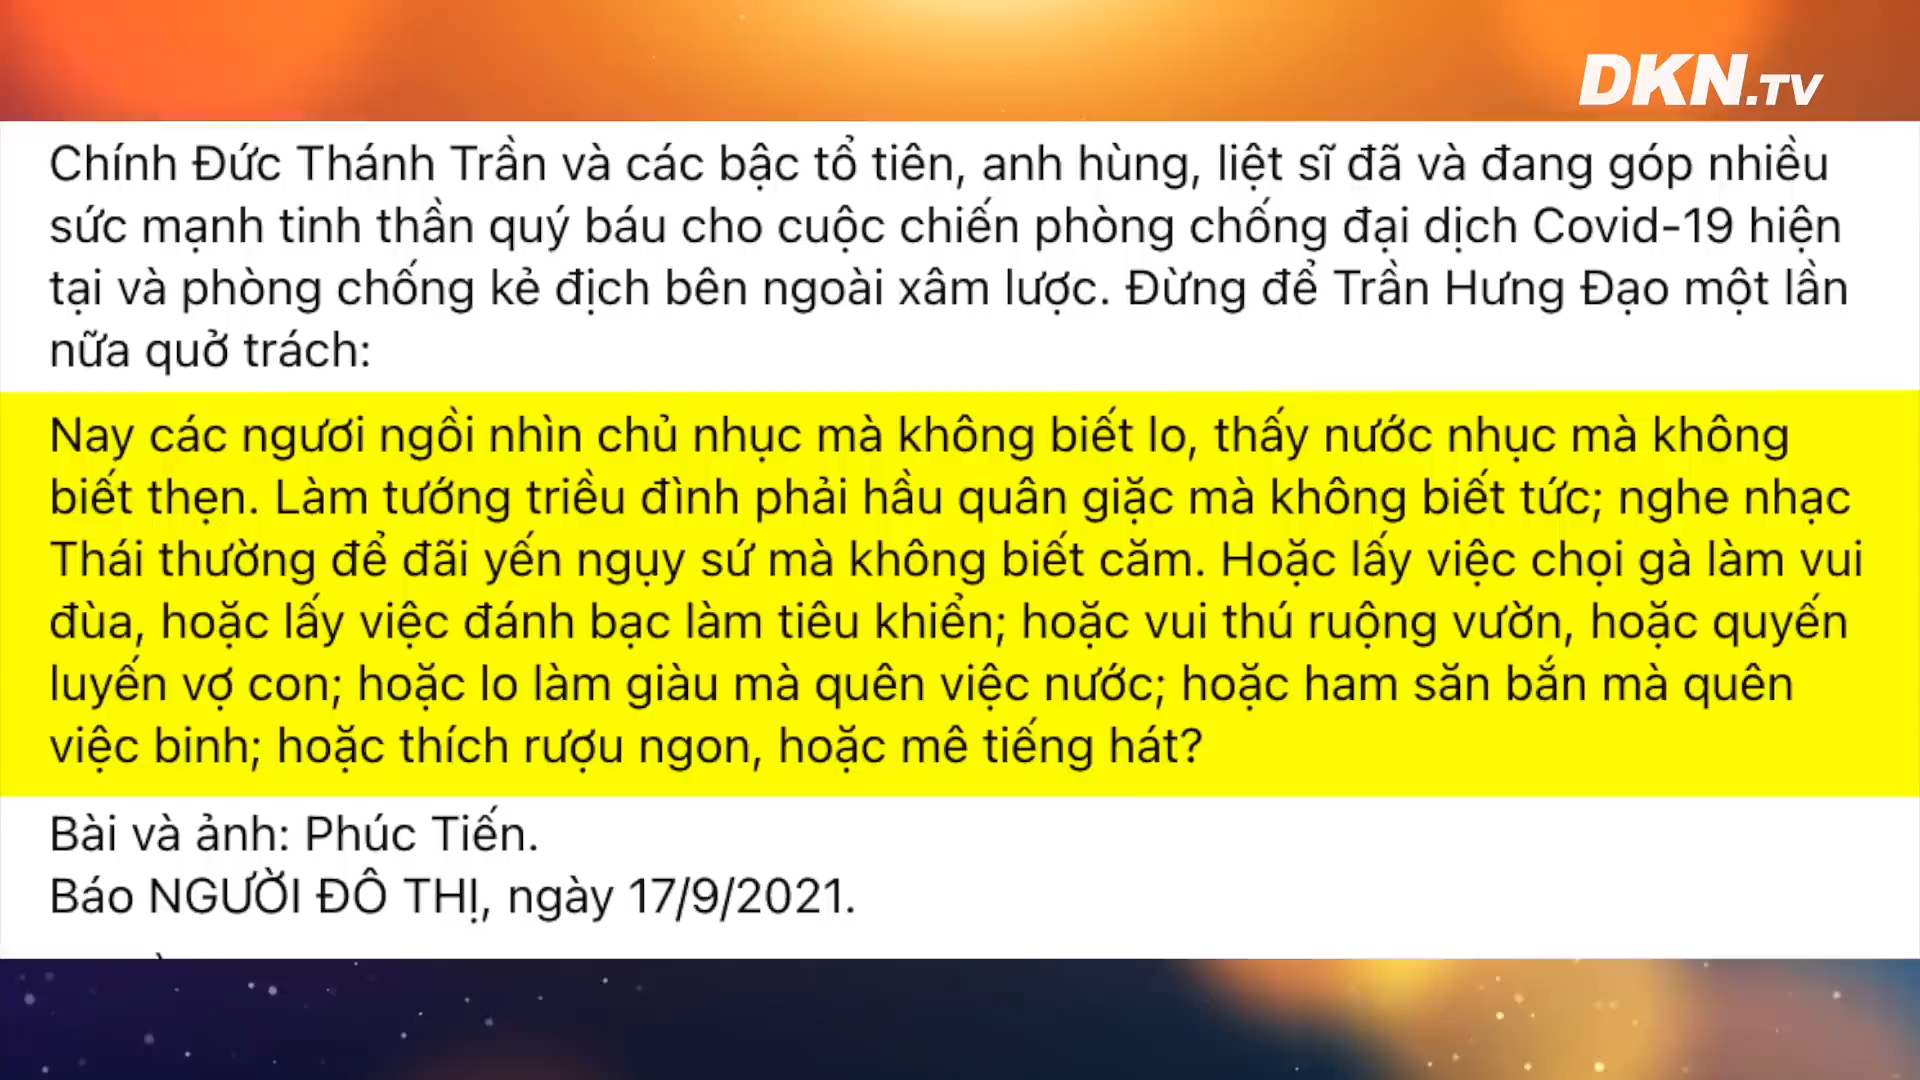 DKN.TV
Chính Đức Thánh Trần và các bậc tổ tiên, anh hùng, liệt sĩ đã và đang góp nhiều
sức mạnh tinh thần quý báu cho cuộc chiến phòng chống đại dịch Covid-19 hiện
tại và phòng chống kẻ địch bên ngoài xâm lược. Đừng để Trần Hưng Đạo một lần
nữa quở trách:
Nay các ngươi ngồi nhìn chủ nhục mà không biết lo, thấy nước nhục mà không
biết thẹn. Làm tướng triều đình phải hầu quân giặc mà không biết tức; nghe nhạc
Thái thường để đãi yến ngụy sứ mà không biết căm. Hoặc lấy việc chọi gà làm vui
đùa, hoặc lấy việc đánh bạc làm tiêu khiển; hoặc vui thú ruộng vườn, hoặc quyến
luyến vợ con; hoặc lo làm giàu mà quên việc nước; hoặc ham săn bắn mà quên
việc binh; hoặc thích rượu ngon, hoặc mê tiếng hát?
Bài và ảnh: Phúc Tiến.
Báo NGƯỜI ĐÔ THỊ, ngày 17/9/2021.